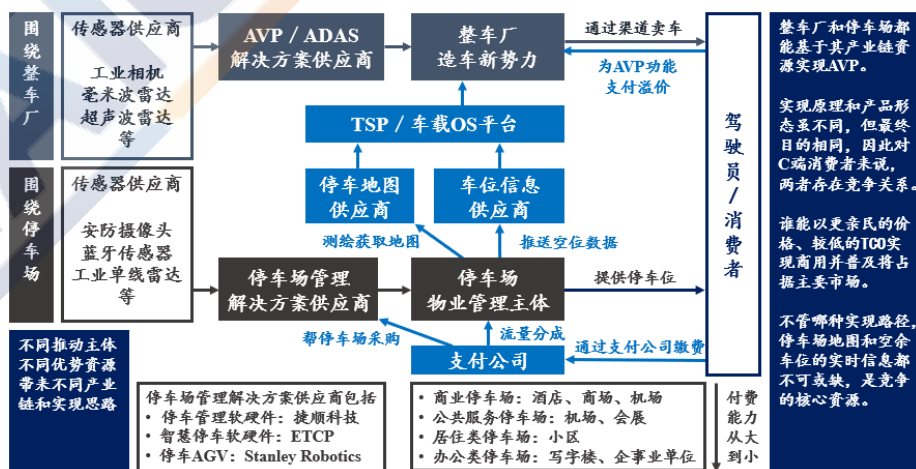 围绕整车厂
传感器供应商
工业相机
毫米波雷达
超声波雷达
等
AVP / ADAS
解决方案供应商
整车厂
造车新势力
通过渠道卖车
为AVP功能
支付溢价
TSP / 车载OS平台
停车地图
供应商
车位信息
供应商
测绘获取地图
推送空位数据
围绕停车场
传感器供应商
安防摄像头
蓝牙传感器
工业单线雷达
等
停车场管理
解决方案供应商
停车场
物业管理主体
提供停车位
帮停车场采购
流量分成
支付公司
通过支付公司缴费
驾驶员/消费者
整车厂和停车场都
能基于其产业链资
源实现AVP。
实现原理和产品形
态虽不同，但最终
目的相同，因此对
C端消费者来说，
两者存在竞争关系。
谁能以更亲民的价
格、较低的TCO实
现商用并普及将占
据主要市场。
不管哪种实现路径，
停车场地图和空余
车位的实时信息都
不可或缺，是竞争
的核心资源。
不同推动主体
不同优势资源
带来不同产业
链和实现思路
停车场管理解决方案供应商包括
• 停车管理软硬件：捷顺科技
• 智慧停车软硬件：ETCP
• 停车AGV：Stanley Robotics
• 商业停车场：酒店、商场、机场
• 公共服务停车场：机场、会展
• 居住类停车场：小区
• 办公类停车场：写字楼、企事业单位
付费
能力
从大
到小